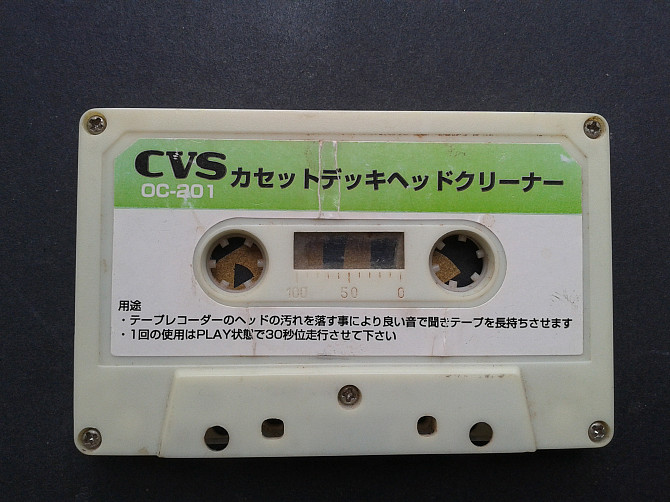 CVS カセットデッキヘッドクリーナー
OC-201
100 50 0
用途
・テープレコーダーのヘッドの汚れを落す事により良い音で聞きテープを長持ちさせます
・1回の使用はPLAY状態で30秒位走行させて下さい